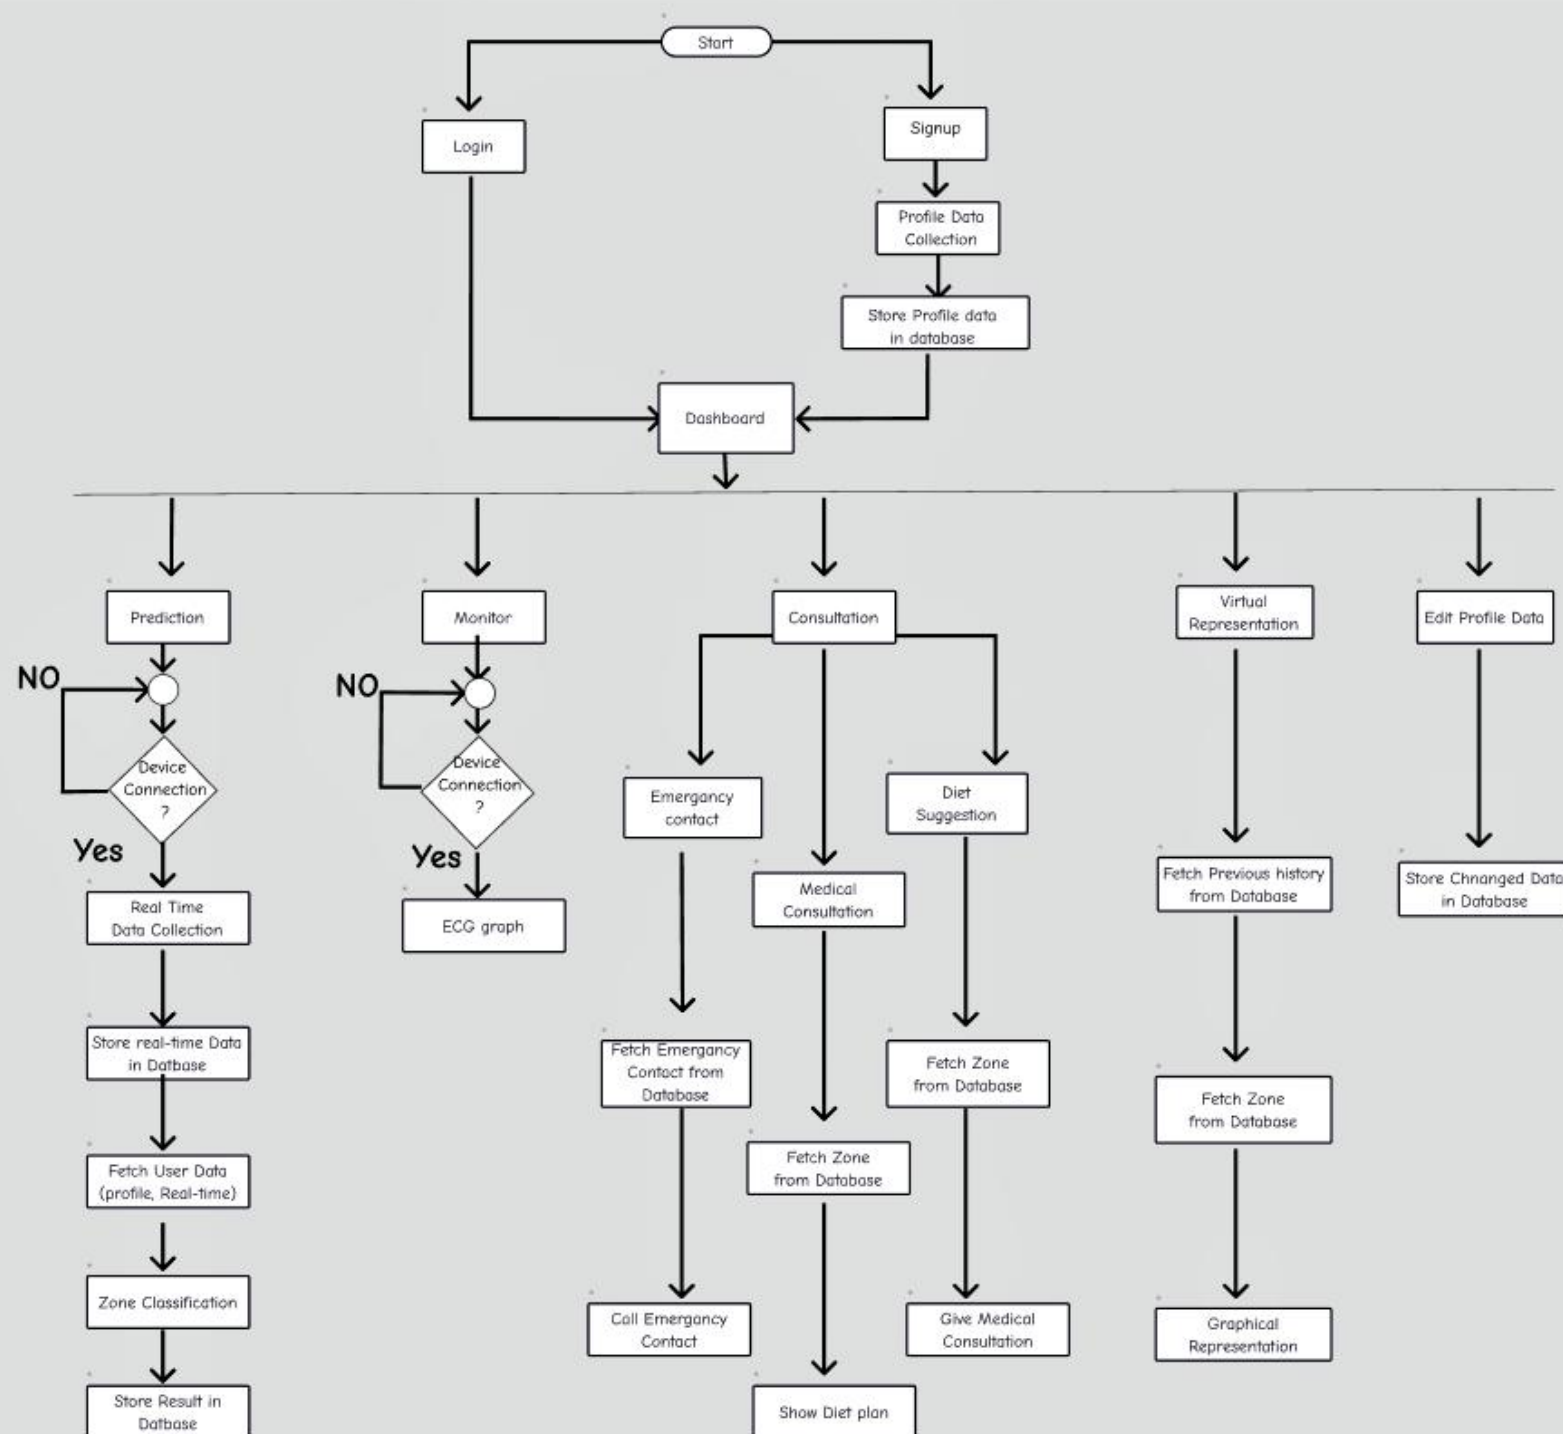 Start
Login
Signup
Profile Data
Collection
Store Profile data
in database
Dashboard
Prediction
Monitor
Consultation
Virtual
Representation
Edit Profile Data
NO
NO
Device
Connection
?
Device
Connection
?
Yes
Yes
Emergancy
contact
Diet
Suggestion
Medical
Consultation
Fetch Previous history
from Database
Store Chnanged Data
in Database
Real Time
Data Collection
ECG graph
Store real-time Data
in Datbase
Fetch Emergancy
Contact from
Database
Fetch Zone
from Database
Fetch Zone
from Database
Fetch Zone
from Database
Fetch User Data
(profile, Real-time)
Zone Classification
Call Emergancy
Contact
Give Medical
Consultation
Graphical
Representation
Store Result in
Datbase
Show Diet plan